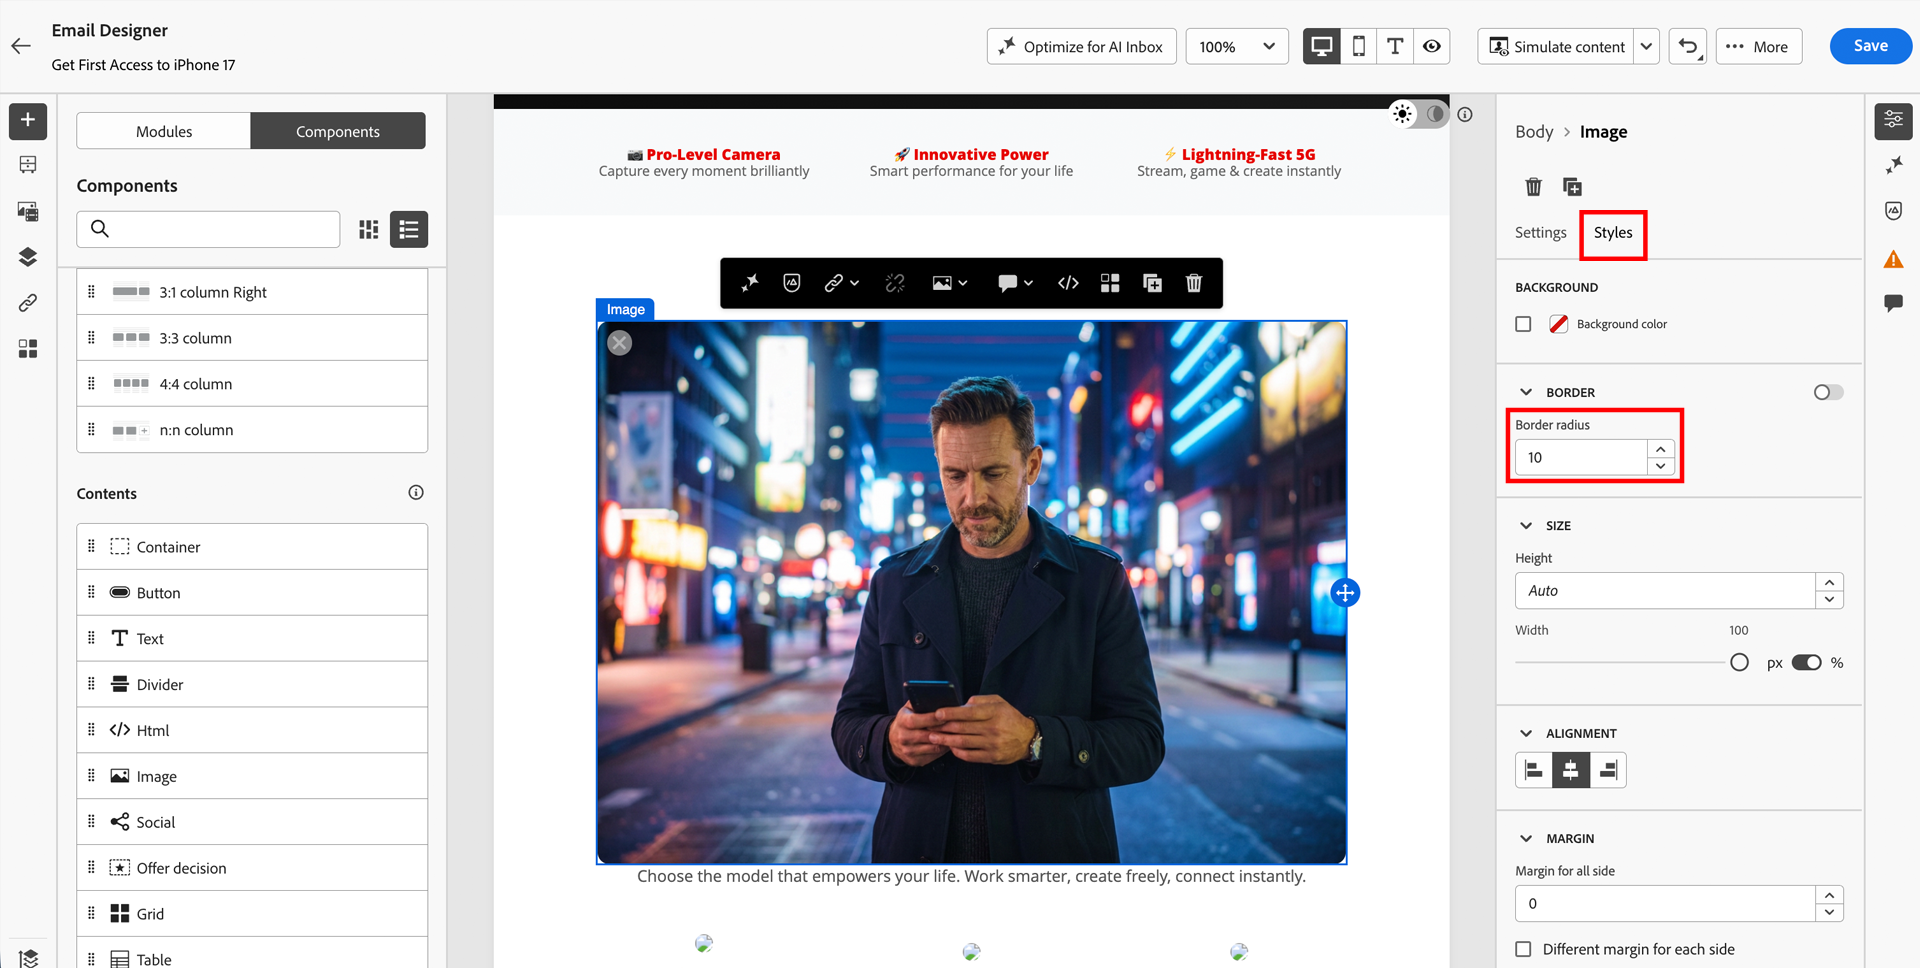 Email Designer
Get First Access to iPhone 17
Optimize for AI Inbox
100%
Simulate content
More
Save
Modules
Components
Components
3:1 column Right
3:3 column
4:4 column
n:n column
Contents
Container
Button
Text
Divider
Html
Image
Social
Offer decision
Grid
Table
Pro-Level Camera
Capture every moment brilliantly
Innovative Power
Smart performance for your life
Lightning-Fast 5G
Stream, game & create instantly
Image
Choose the model that empowers your life. Work smarter, create freely, connect instantly.
Body > Image
Settings
Styles
BACKGROUND
Background color
BORDER
Border radius
10
SIZE
Height
Auto
Width
100
px
%
ALIGNMENT
MARGIN
Margin for all side
0
Different margin for each side